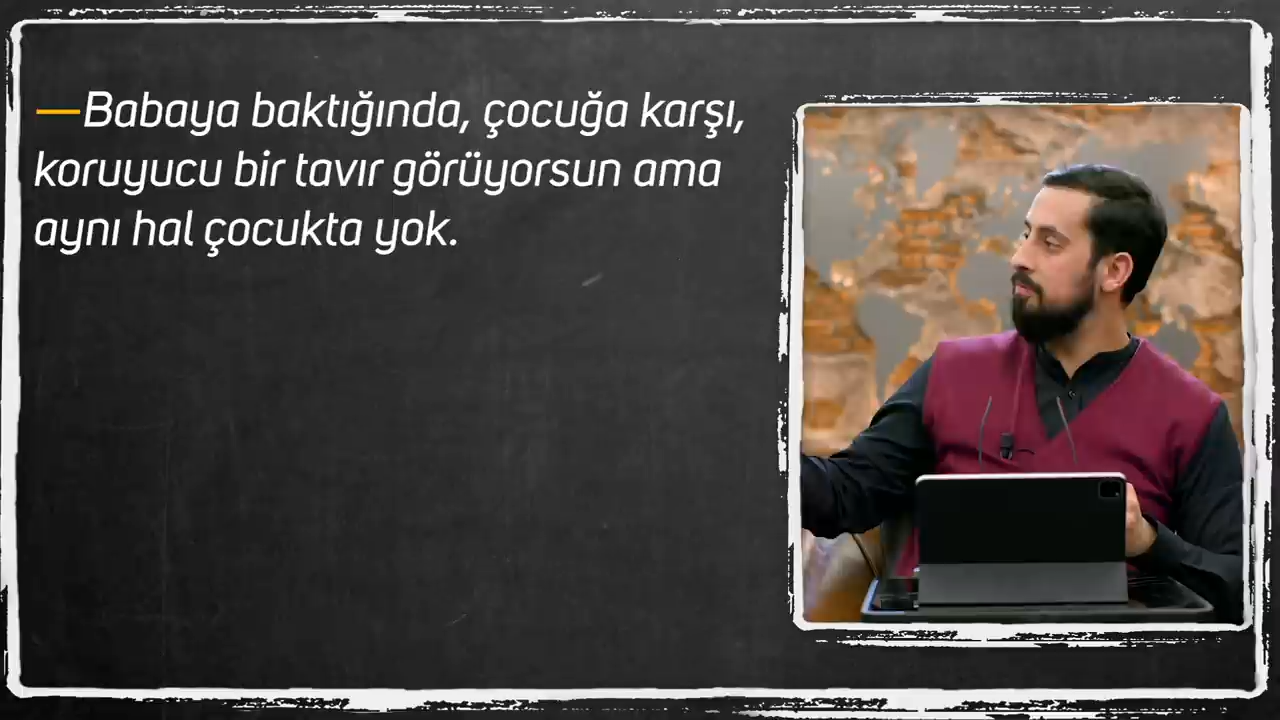 —Babaya baktığında, çocuğa karşı,
koruyucu bir tavır görüyorsun ama
aynı hal çocukta yok.